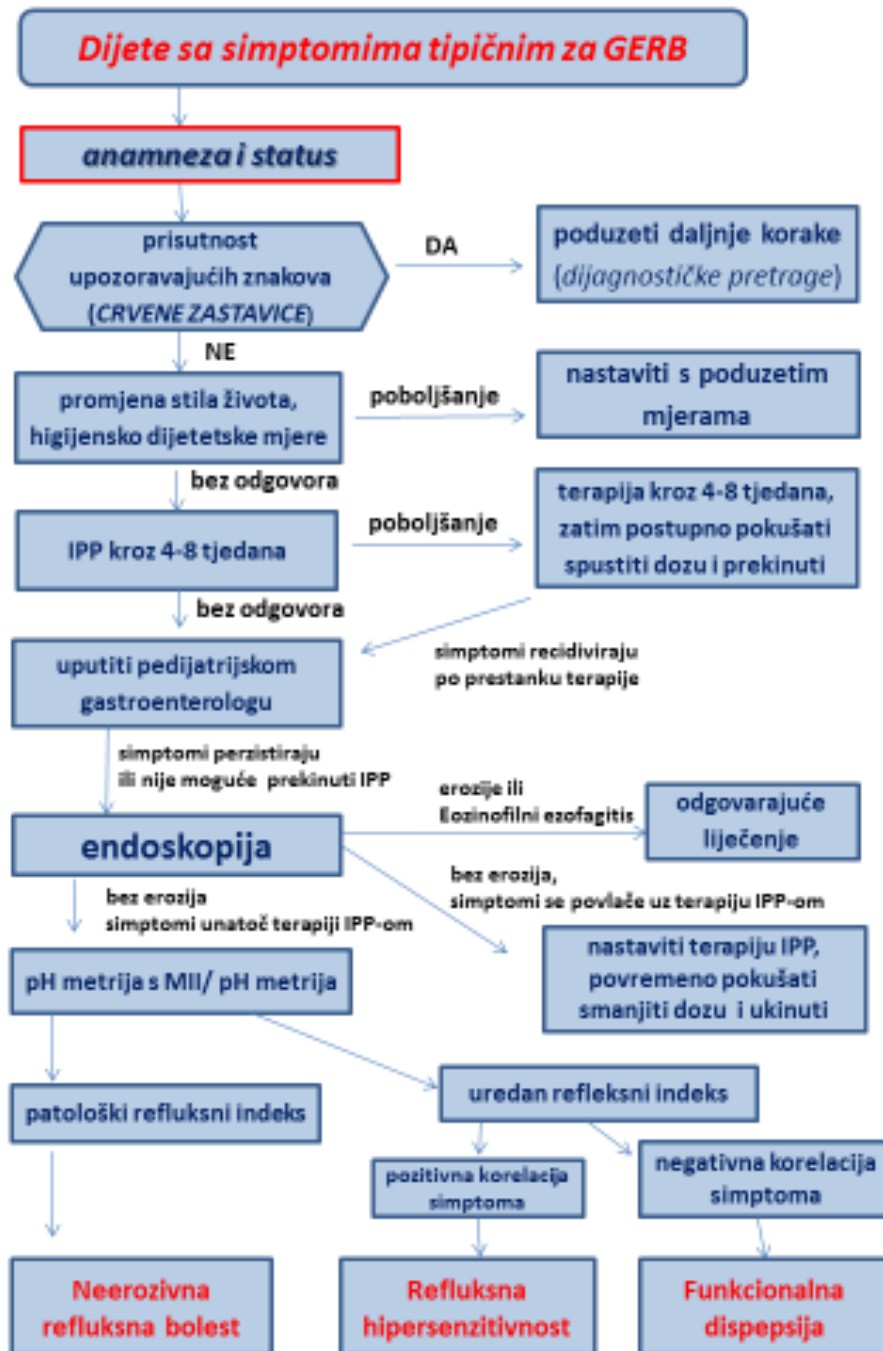 Dijete sa simptomima tipičnim za GERB
anamneza i status
prisutnost
upozoravajućih znakova
(CRVENE ZASTAVICE)
DA
poduzeti daljnje korake
(dijagnostičke pretrage)
NE
promjena stila života,
higijensko dijetetske mjere
poboljšanje
nastaviti s poduzetim
mjerama
bez odgovora
IPP kroz 4-8 tjedana
poboljšanje
terapija kroz 4-8 tjedana,
zatim postupno pokušati
spustiti dozu i prekinuti
bez odgovora
uputiti pedijatrijskom
gastroenterologu
simptomi recidiviraju
po prestanku terapije
simptomi perzistiraju
ili nije moguće prekinuti IPP
endoskopija
erozije ili
Eozinofilni ezofagitis
odgovarajuće
liječenje
bez erozija
simptomi unatoč terapiji IPP-om
bez erozija,
simptomi se povlače uz terapiju IPP-om
nastaviti terapiju IPP,
povremeno pokušati
smanjiti dozu i ukinuti
pH metrija s MII/ pH metrija
patološki refluksni indeks
uredan refleksni indeks
pozitivna korelacija
simptoma
negativna korelacija
simptoma
Neerozivna
refluksna bolest
Refluksna
hipersenzitivnost
Funkcionalna
dispepsija